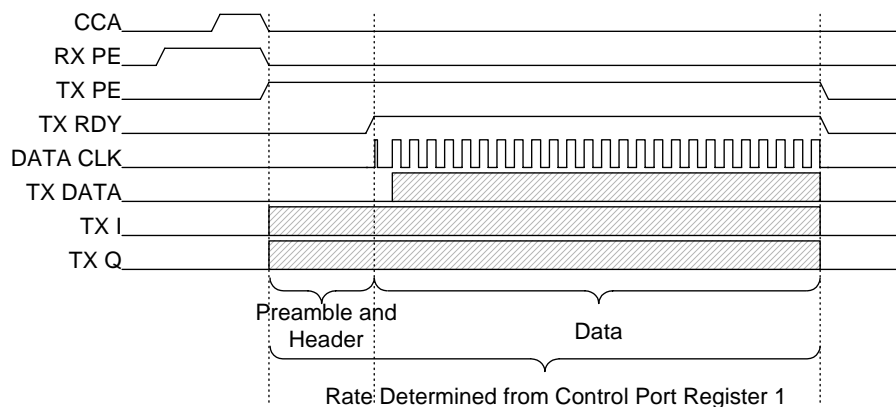 CCA
RX PE
TX PE
TX RDY
DATA CLK
TX DATA
TX I
TX Q
Preamble and
Header
Data
Rate Determined from Control Port Register 1